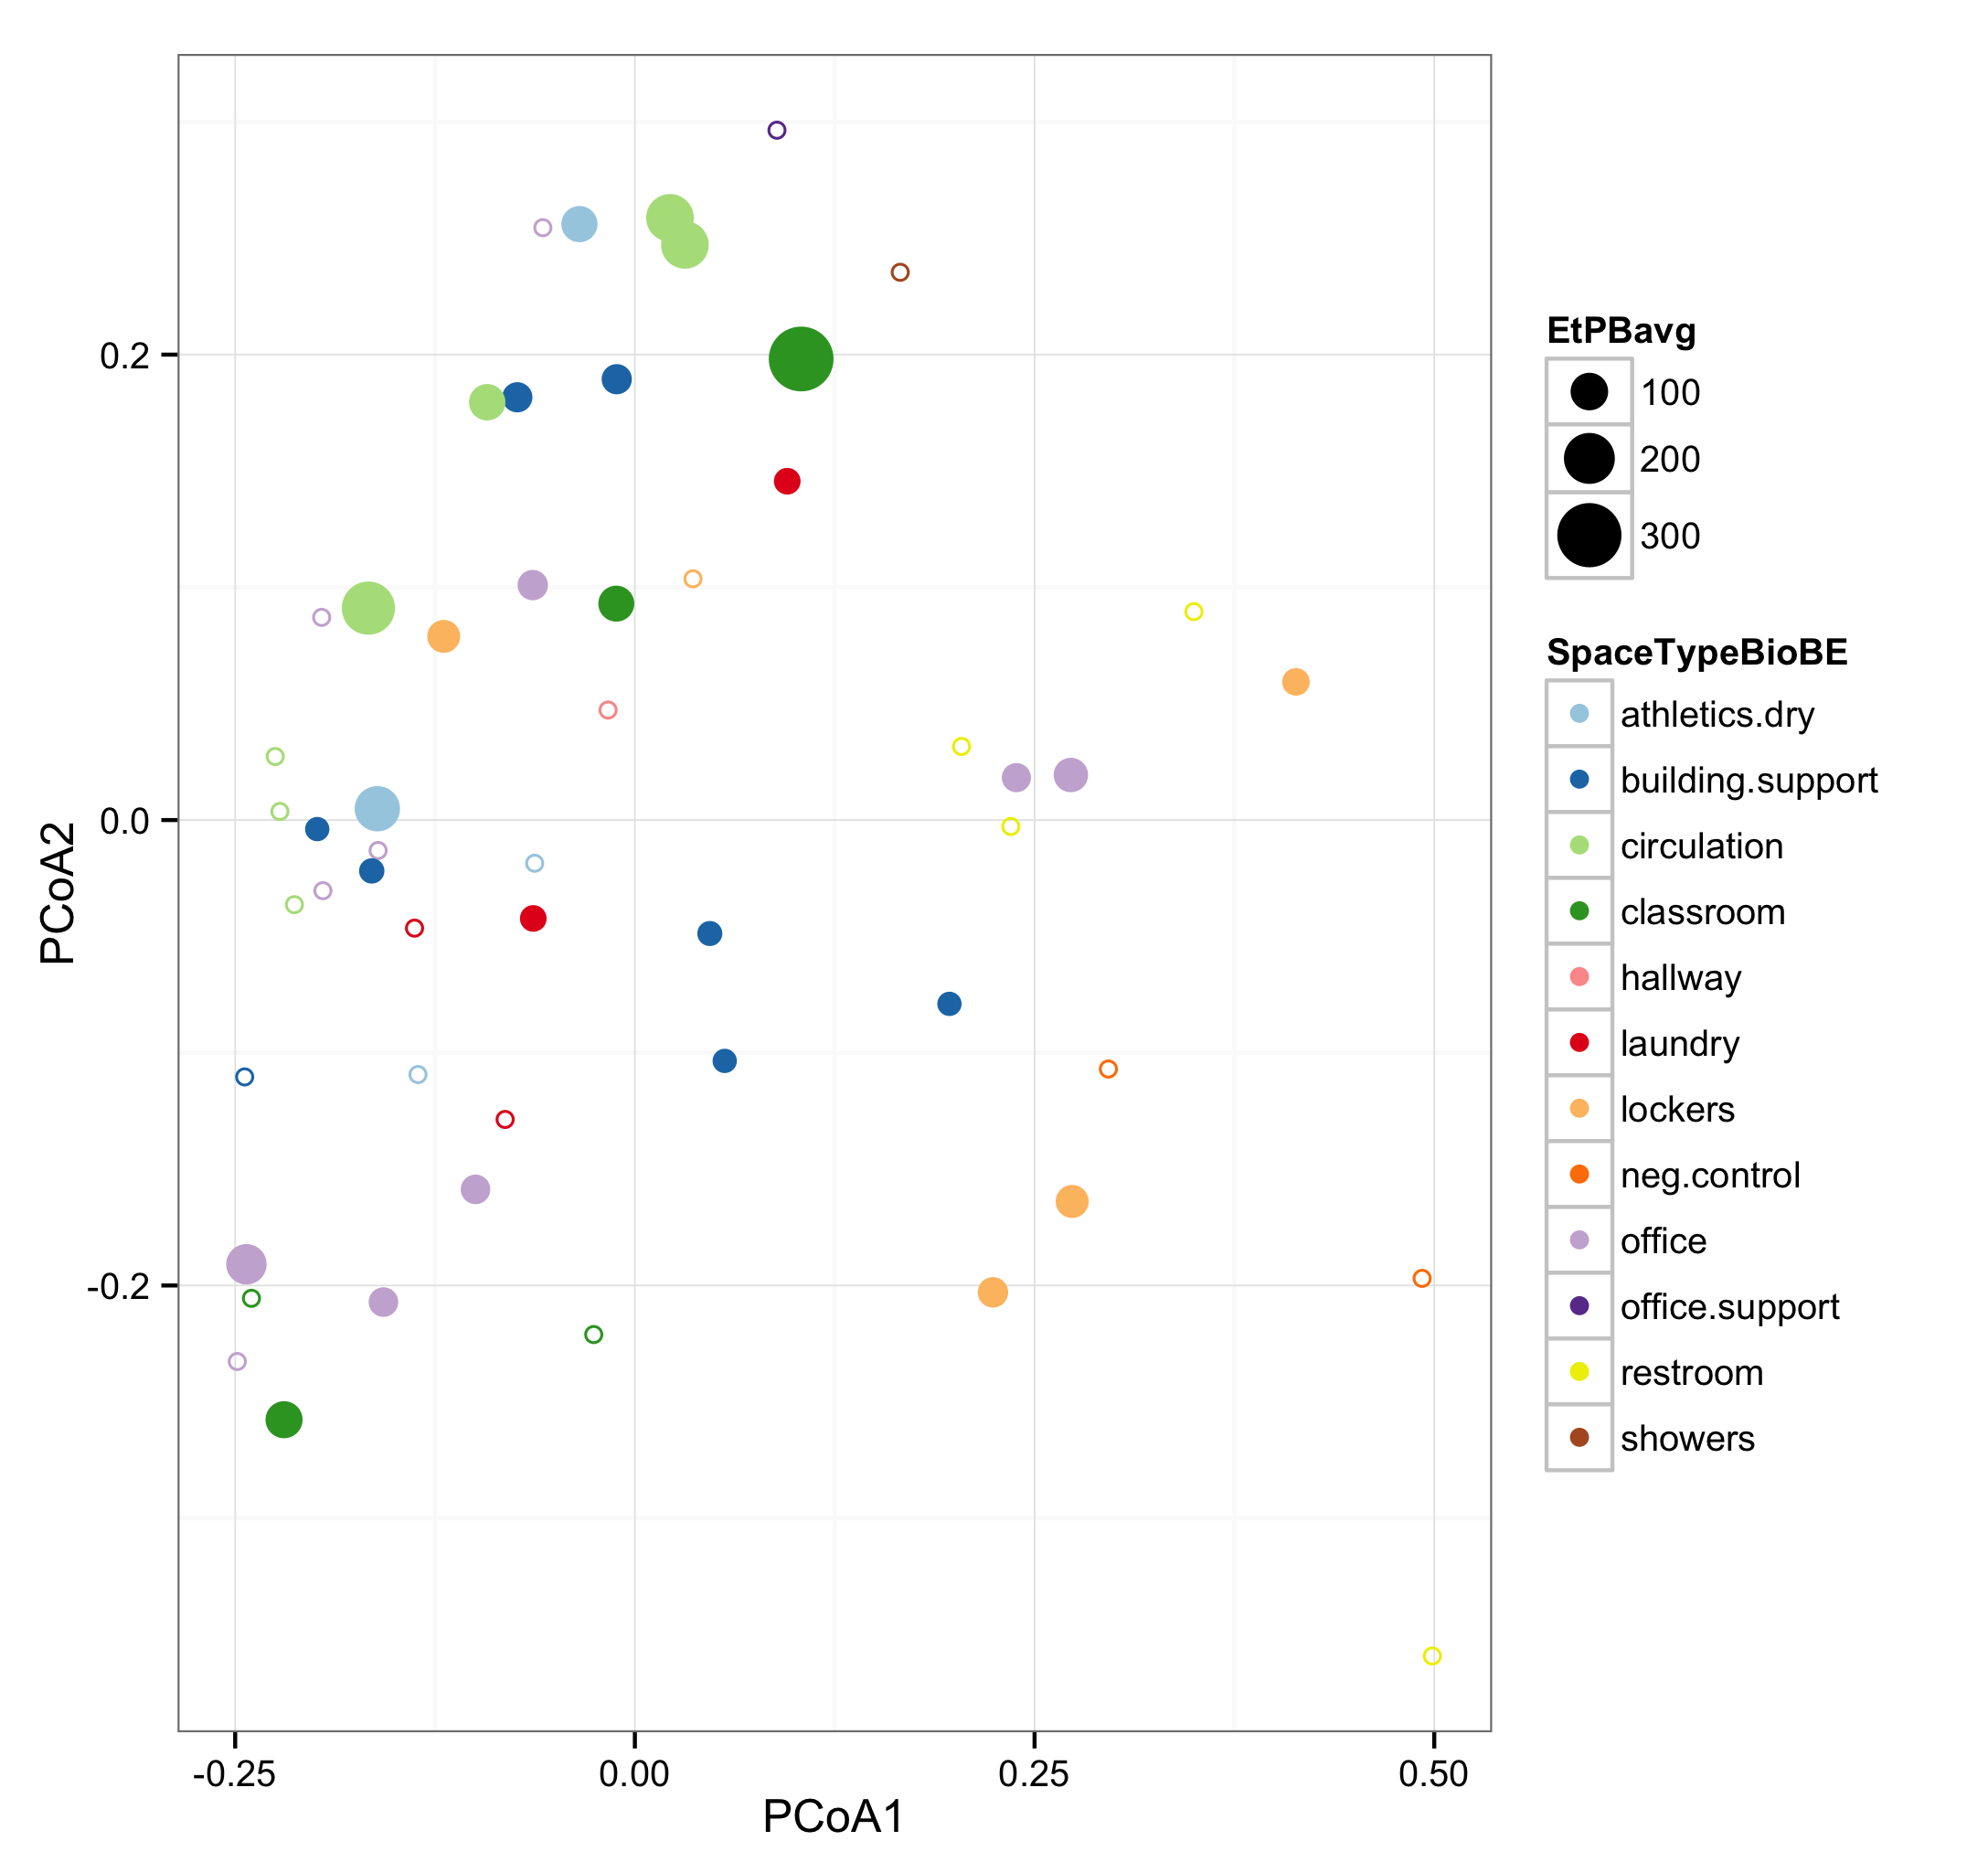 0.2
0.0
-0.2
PCoA2
-0.25
0.00
0.25
0.50
PCoA1
EtPBavg
100
200
300
SpaceTypeBioBE
athletics.dry
building.support
circulation
classroom
hallway
laundry
lockers
neg.control
office
office.support
restroom
showers